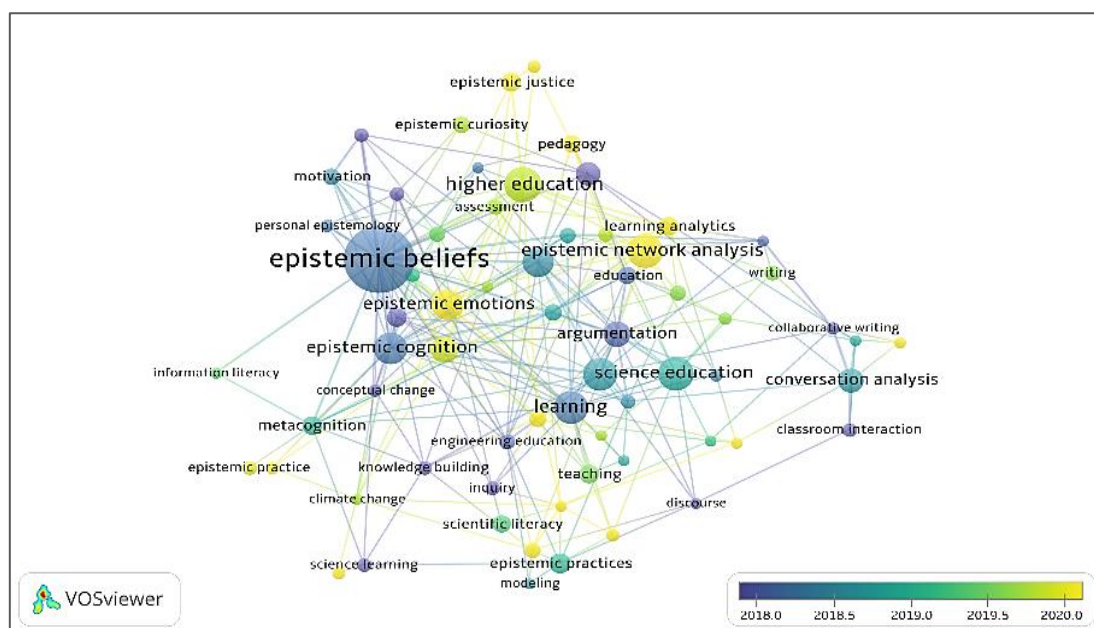 epistemic justice
epistemic curiosity
pedagogy
motivation
higher education
assessment
personal epistemology
learning analytics
epistemic beliefs
epistemic network analysis
education
writing
epistemic emotions
argumentation
collaborative writing
epistemic cognition
information literacy
science education
conversation analysis
conceptual change
learning
metacognition
classroom interaction
engineering education
epistemic practice
knowledge building
teaching
inquiry
climate change
discourse
scientific literacy
science learning
epistemic practices
modeling
VOSviewer
2018.0 2018.5 2019.0 2019.5 2020.0